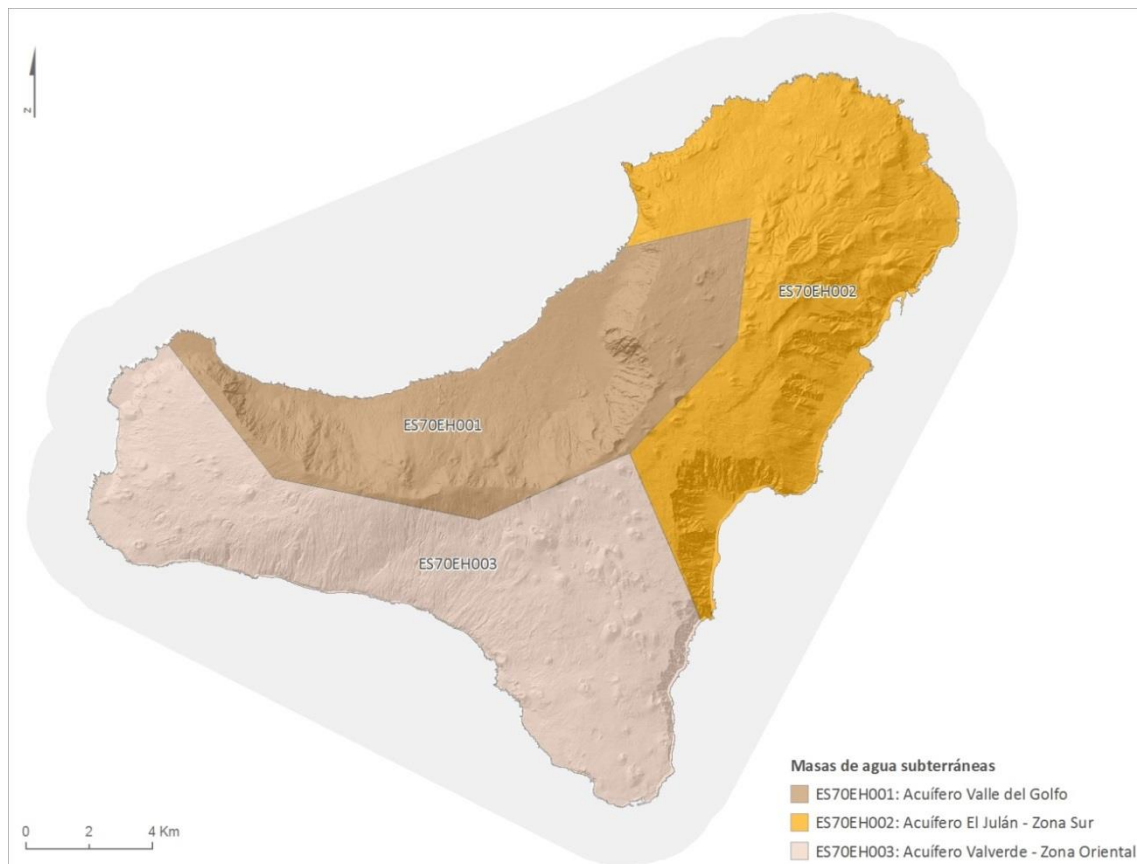 z
ES70EH002
ES70EH001
ES70EH003
Masas de agua subterráneas
ES70EH001: Acuífero Valle del Golfo
ES70EH002: Acuífero El Julán - Zona Sur
ES70EH003: Acuífero Valverde - Zona Oriental
0 2 4 Km